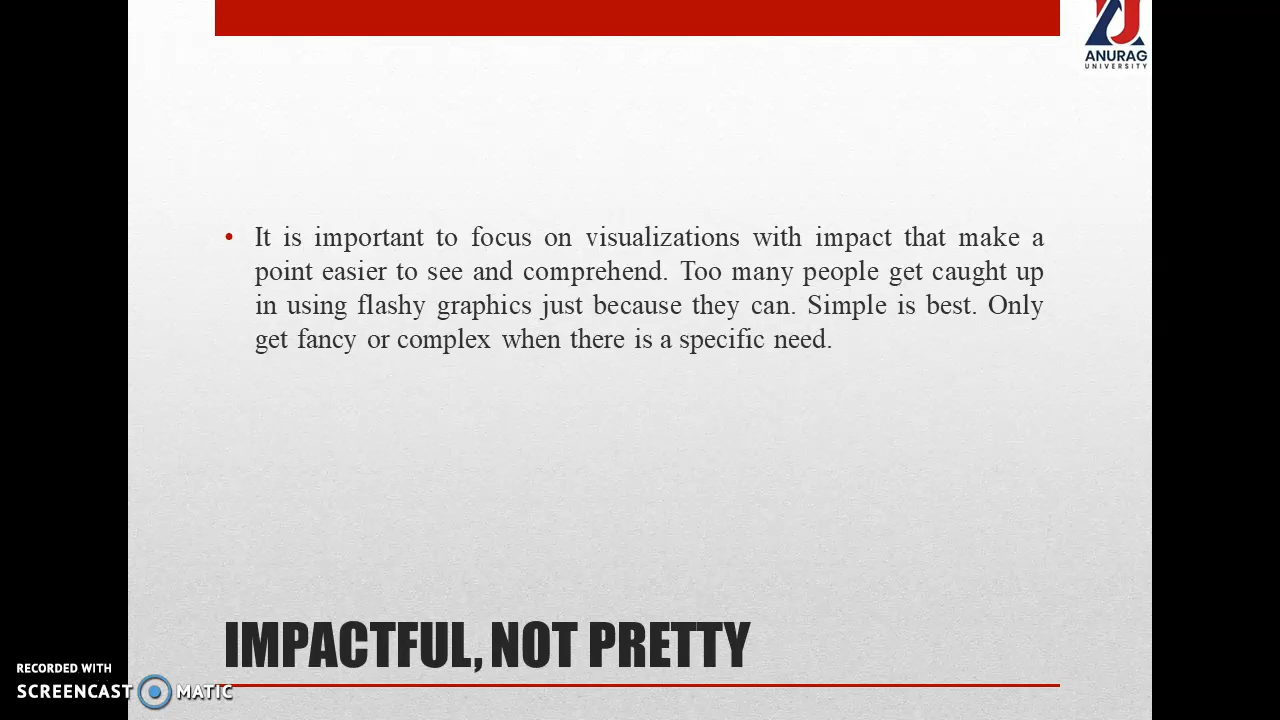 ANURAG
UNIVERSITY
• It is important to focus on visualizations with impact that make a
point easier to see and comprehend. Too many people get caught up
in using flashy graphics just because they can. Simple is best. Only
get fancy or complex when there is a specific need.
IMPACTFUL, NOT PRETTY
RECORDED WITH
SCREENCAST MATIC